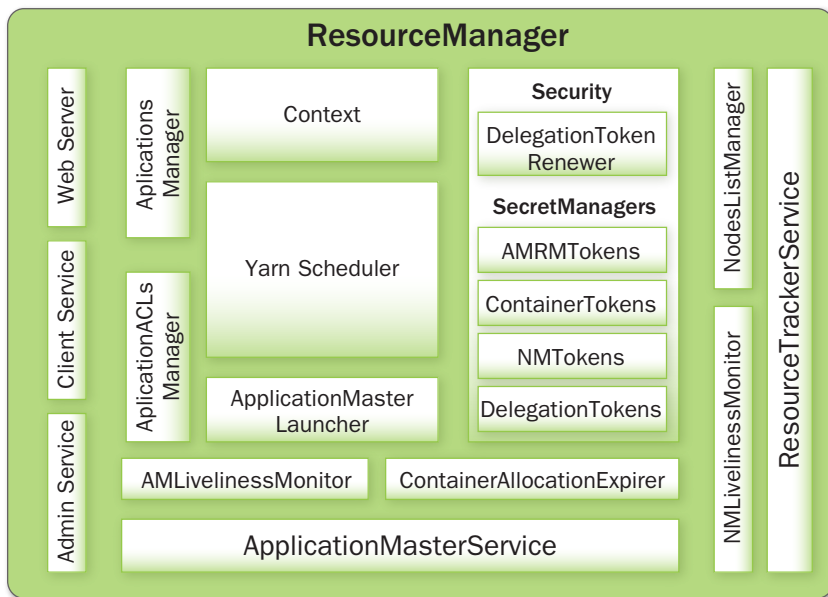 ResourceManager
Web Server
Client Service
Admin Service
Aplications
Manager
AplicationACLs
Manager
Context
Yarn Scheduler
ApplicationMaster
Launcher
Security
DelegationToken
Renewer
SecretManagers
AMRMTokens
ContainerTokens
NMTokens
DelegationTokens
AMLivelinessMonitor
ContainerAllocationExpirer
ApplicationMasterService
NodesListManager
NMLivelinessMonitor
ResourceTrackerService